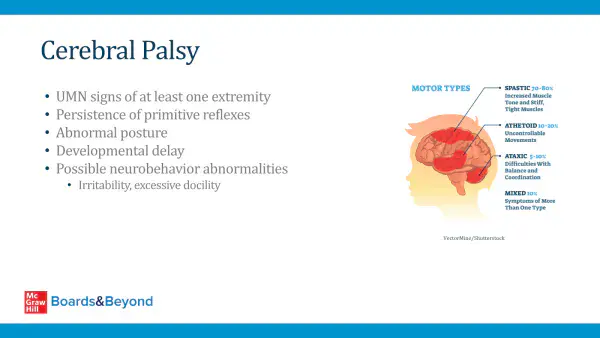 Cerebral Palsy
• UMN signs of at least one extremity
• Persistence of primitive reflexes
• Abnormal posture
• Developmental delay
• Possible neurobehavior abnormalities
• Irritability, excessive docility
MOTOR TYPES
SPASTIC 70-80%
Increased Muscle
Tone and Stiff,
Tight Muscles
ATHETOID 10-20%
Uncontrollable
Movements
ATAXIC 5-10%
Difficulties With
Balance and
Coordination
MIXED 10%
Symptoms of More
Than One Type
VectorMine/Shutterstock
Mc
Graw
Hill
Boards&Beyond